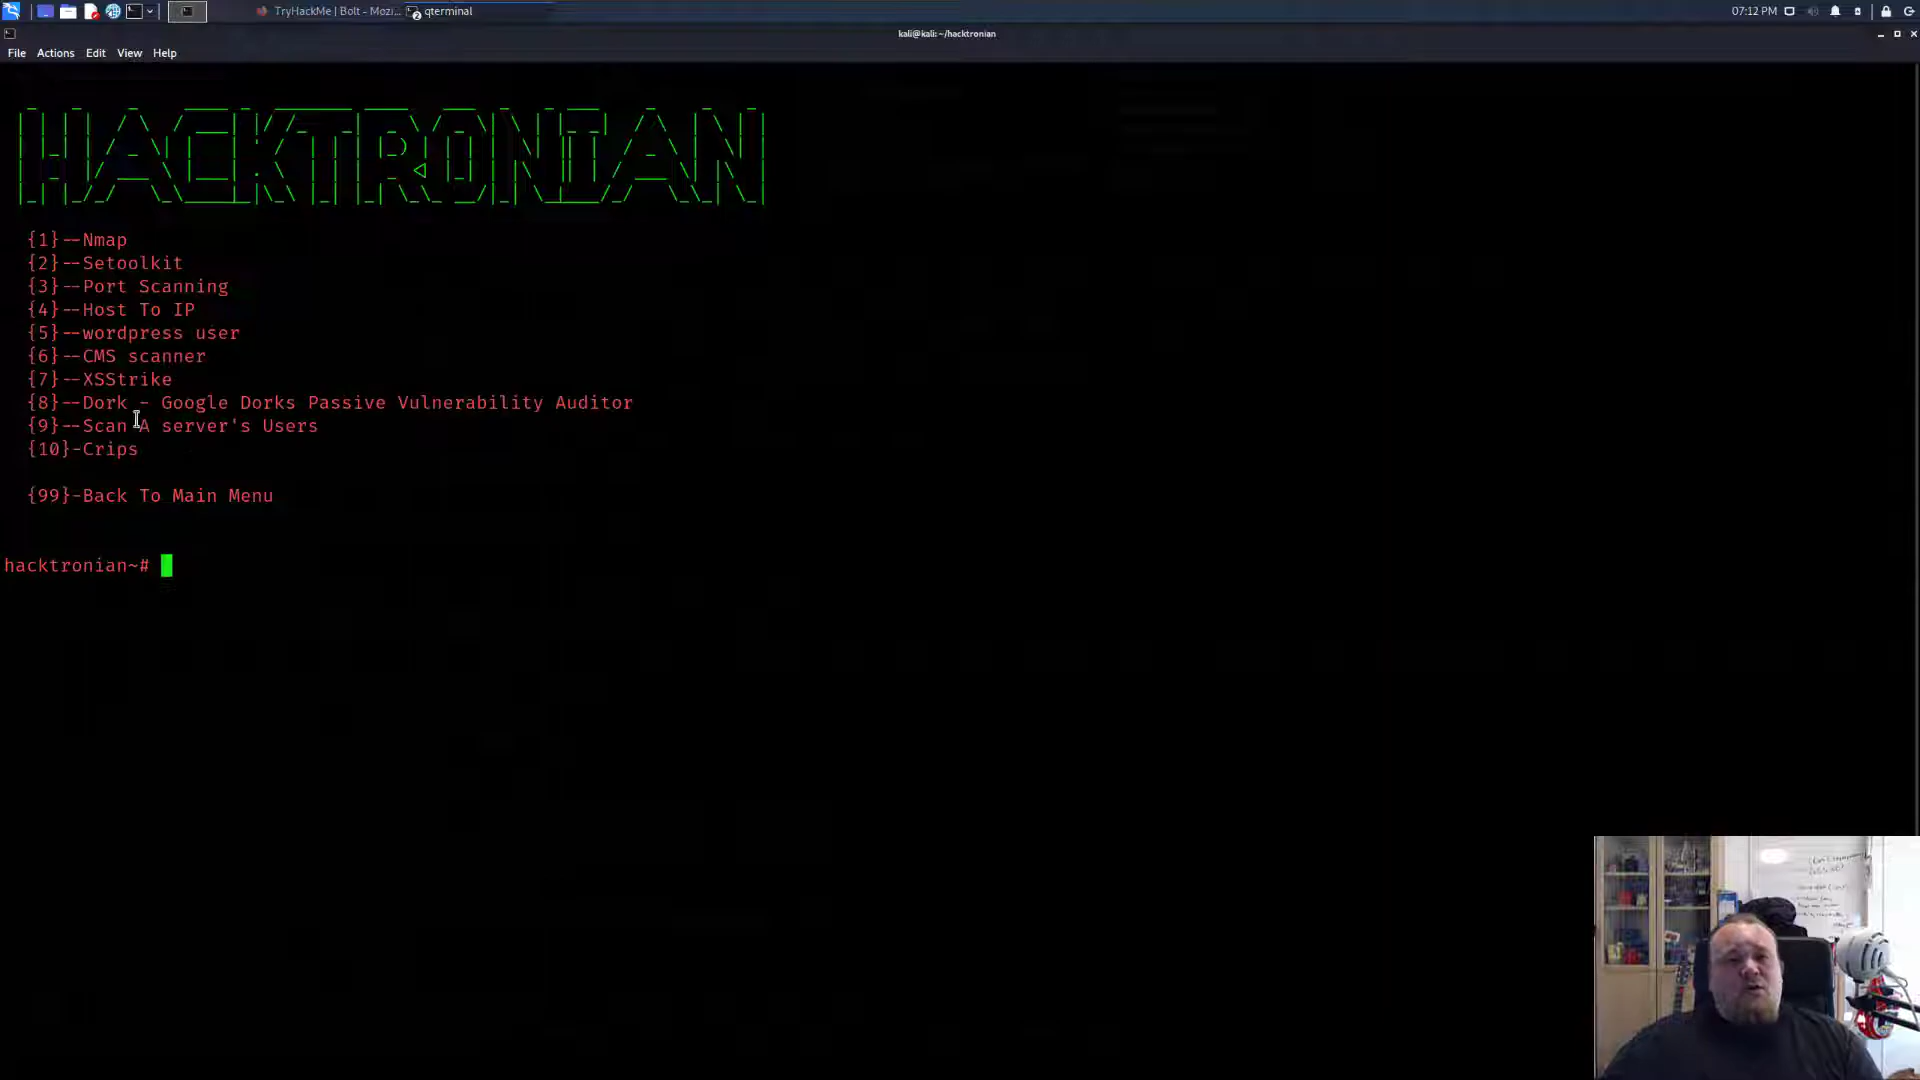 TryHackMe | Bolt - Mozi...
qterminal
07:12 PM
kali@kali: ~/hacktronian
File Actions Edit View Help
HACKTRONIAN
{1}--Nmap
{2}--Setoolkit
{3}--Port Scanning
{4}--Host To IP
{5}--wordpress user
{6}--CMS scanner
{7}--XSStrike
{8}--Dork - Google Dorks Passive Vulnerability Auditor
{9}--Scan A server's Users
{10}-Crips
{99}-Back To Main Menu
hacktronian~#